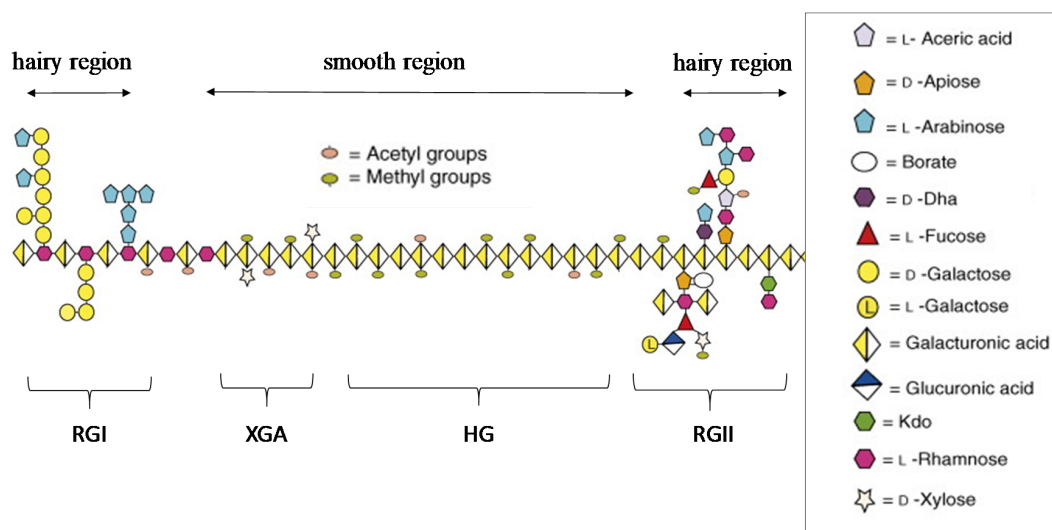 hairy region
smooth region
hairy region
= Acetyl groups
= Methyl groups
L
RGI
XGA
HG
RGII
= L- Aceric acid
= D -Apiose
= L -Arabinose
= Borate
= D -Dha
= L -Fucose
= D -Galactose
L = L -Galactose
= Galacturonic acid
= Glucuronic acid
= Kdo
= L -Rhamnose
= D -Xylose